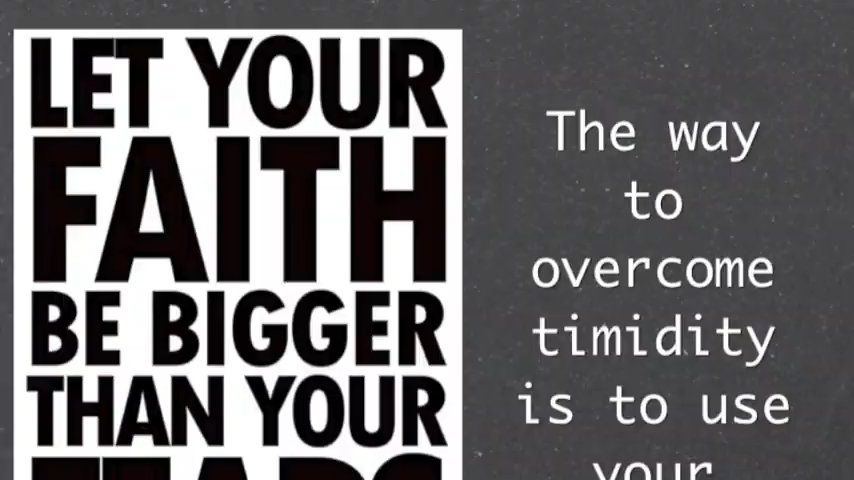 LET YOUR
FAITH
BE BIGGER
THAN YOUR
The way
to
overcome
timidity
is to use
your